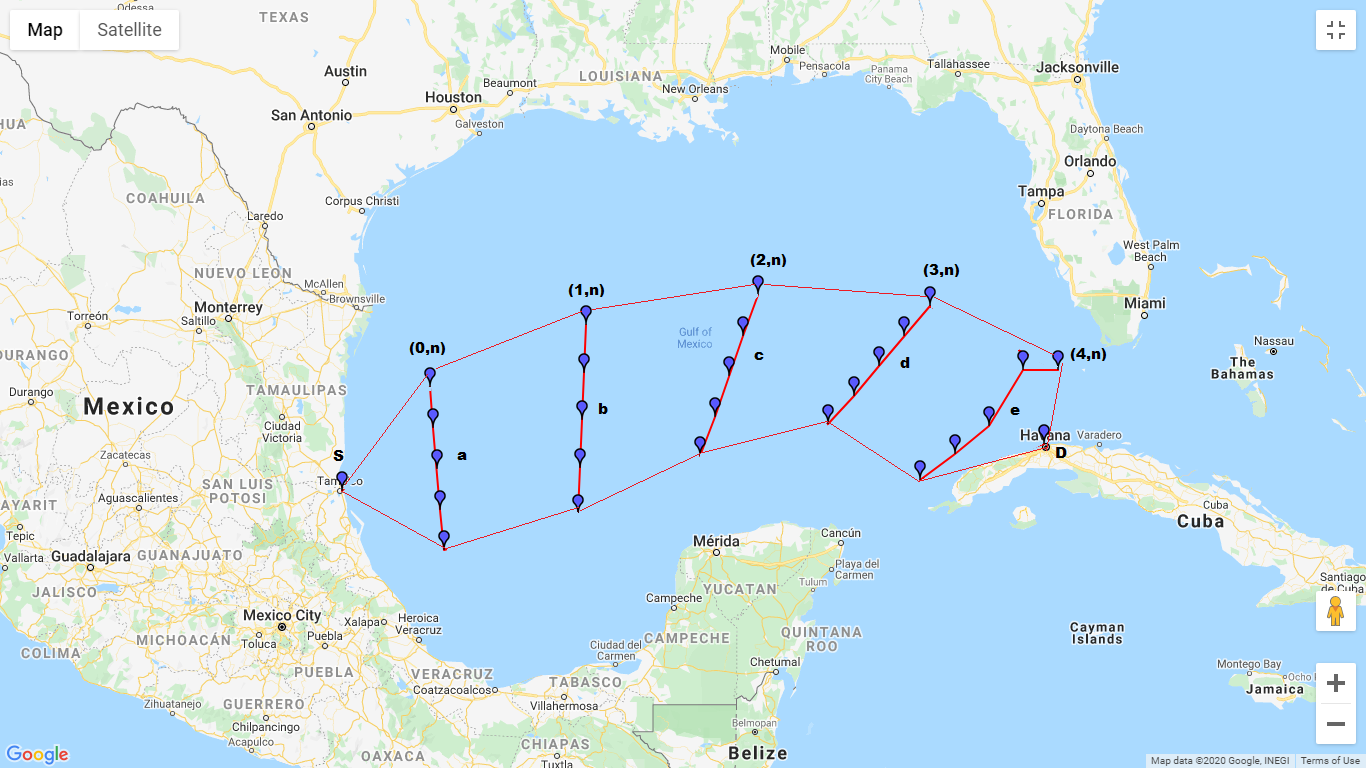 Odessa
TEXAS
Map
Satellite
Mobile
Pensacola
Tallahassee
Jacksonville
Austin
LOUISIANA
Panama
City Beach
Beaumont
New Orleans
Houston
San Antonio
Galveston
HUA
Daytona Beach
Orlando
ias
COAHUILA
Corpus Christi
Tampa
Laredo
FLORIDA
West Palm
Beach
(2,n)
(3,n)
NUEVO LEON
McAllen
(1,n)
Brownsville
Monterrey
Miami
Torreón
Saltillo
Gulf of
Mexico
Nassau
(0,n)
DURANGO
c
(4,n)
d
The
Bahamas
TAMAULIPAS
Durango
Mexico
b
e
Ciudad
Victoria
Havana
Varadero
Zacatecas
S
a
D
SAN LUIS
POTOSI
Aguascalientes
AYARIT
Cuba
Cuba
Tepic
Vallarta
Guadalajara
GUANAJUATO
Mérida
Cancún
Playa del
Carmen
JALISCO
YUCATAN
Tulum
Santiago
de Cuba
Campeche
Mexico City
Xalapa
Heroica
Veracruz
Toluca
Puebla
MICHOACÁN
CAMPECHE
QUINTANA
ROO
Cayman
Islands
COLIMA
Ciudad del
Carmen
PUEBLA
VERACRUZ
Chetumal
Montego Bay
Ocho
Jamaica
TABASCO
Coatzacoalcos
Villahermosa
Zihuatanejo
GUERRERO
Chilpancingo
Belmopan
Acapulco
CHIAPAS
Belize
Google
OAXACA
Tuxtla
Map data ©2020 Google, INEGI
Terms of Use